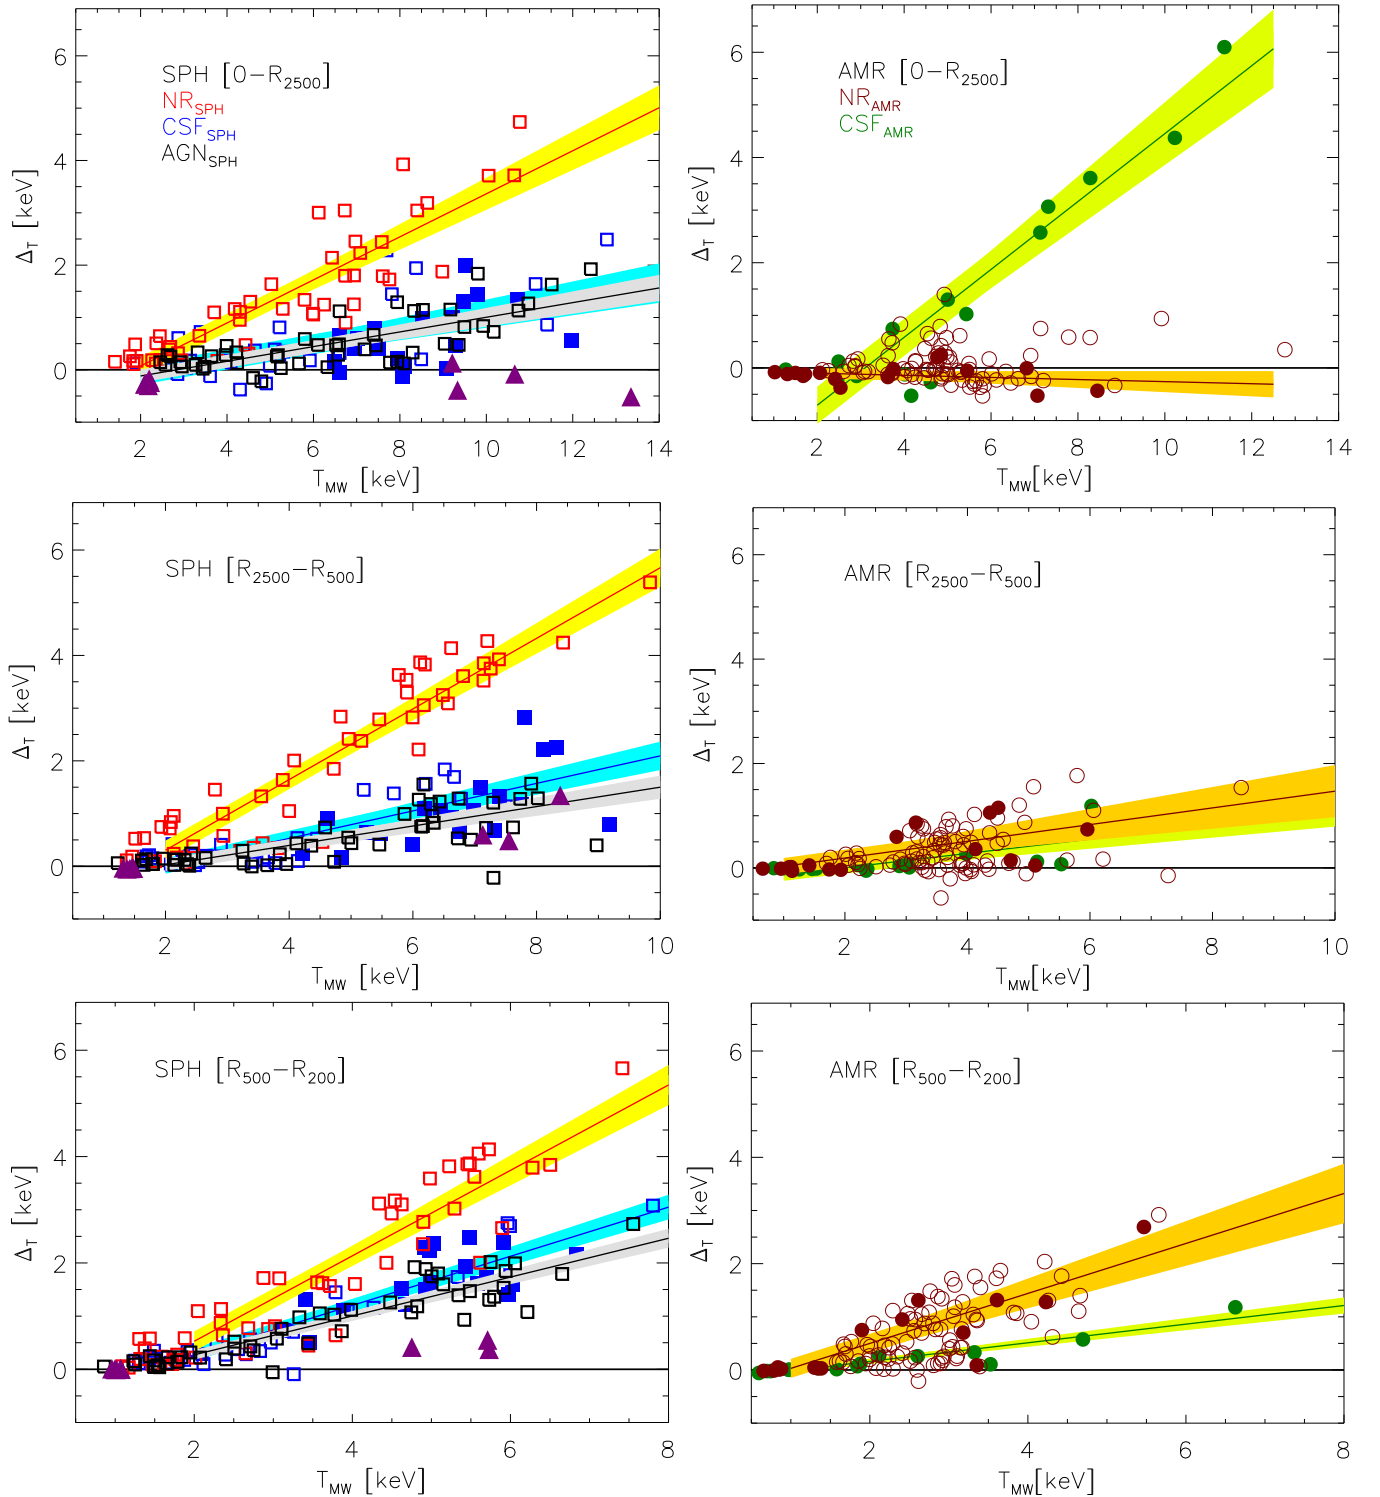 SPH [0−R2500]
NRSPH
CSFSPH
AGNSPH
ΔT [keV]
6
4
2
0
2 4 6 8 10 12 14
TMW [keV]
AMR [0−R2500]
NRAMR
CSFAMR
ΔT [keV]
6
4
2
0
2 4 6 8 10 12 14
TMW[keV]
SPH [R2500−R500]
ΔT [keV]
6
4
2
0
2 4 6 8 10
TMW [keV]
AMR [R2500−R500]
ΔT [keV]
6
4
2
0
2 4 6 8 10
TMW[keV]
SPH [R500−R200]
ΔT [keV]
6
4
2
0
2 4 6 8
TMW [keV]
AMR [R500−R200]
ΔT [keV]
6
4
2
0
2 4 6 8
TMW[keV]